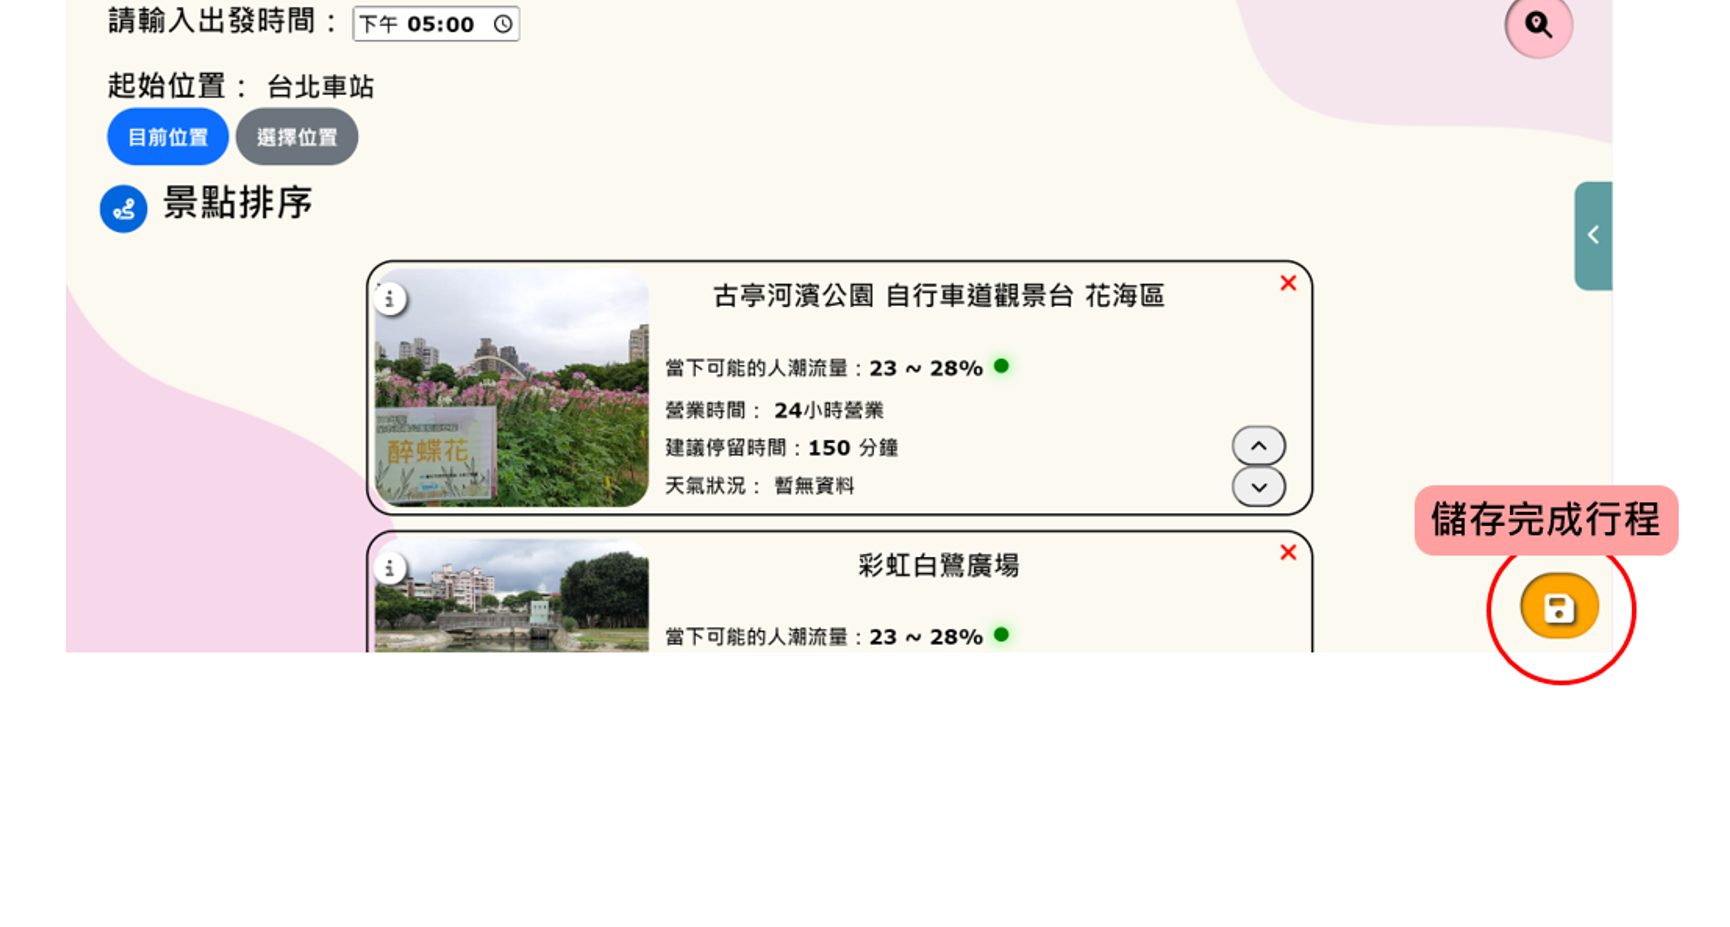 請輸入出發時間： 下午 05:00
起始位置： 台北車站
目前位置 選擇位置
景點排序
古亭河濱公園 自行車道觀景台 花海區
當下可能的人潮流量：23 ~ 28%
營業時間： 24小時營業
建議停留時間：150 分鐘
天氣狀況： 暫無資料
醉蝶花
儲存完成行程
彩虹白鷺廣場
當下可能的人潮流量：23 ~ 28%